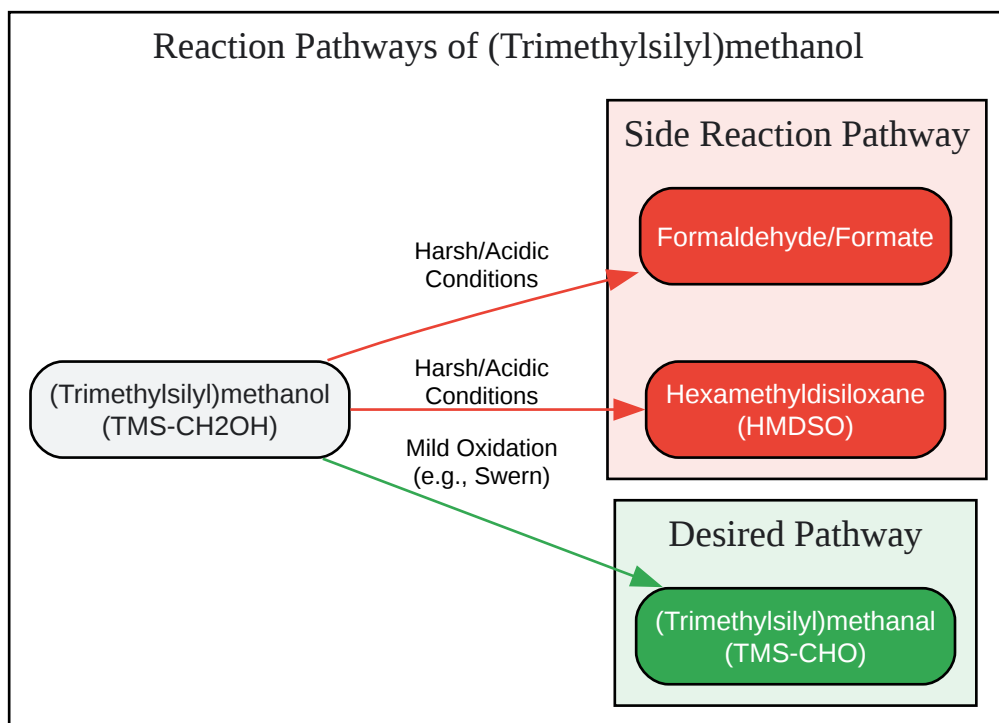 Reaction Pathways of (Trimethylsilyl)methanol
Side Reaction Pathway
Formaldehyde/Formate
Harsh/Acidic
Conditions
(Trimethylsilyl)methanol
(TMS-CH2OH)
Harsh/Acidic
Conditions
Hexamethyldisiloxane
(HMDSO)
Mild Oxidation
(e.g., Swern)
Desired Pathway
(Trimethylsilyl)methanal
(TMS-CHO)